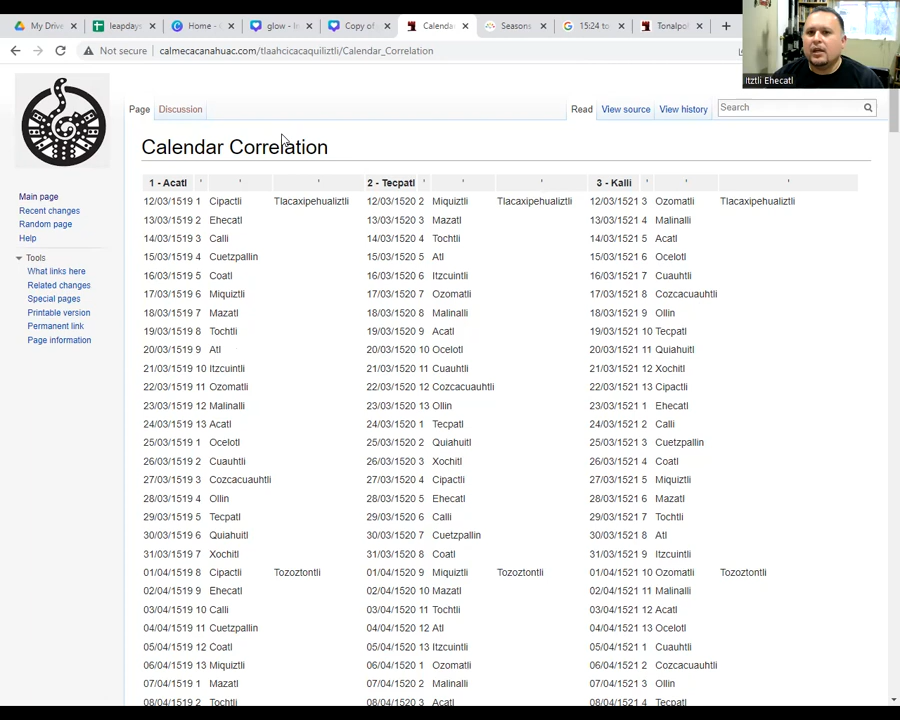 My Drive
leapdays
Home -
glow - I
Copy of
Calenda
Seasons
15:24 to
Tonalpo
Not secure calmecacanahuac.com/tlaahcicacaquiliztli/Calendar_Correlation
Itztli Ehecatl
Page Discussion Read View source View history Search
Calendar Correlation
Main page
Recent changes
Random page
Help
Tools
What links here
Related changes
Special pages
Printable version
Permanent link
Page information
1 - Acatl ' ' ' 2 - Tecpatl ' ' ' 3 - Kalli ' ' '
12/03/1519 1 Cipactli Tlacaxipehualiztli 12/03/1520 2 Miquiztli Tlacaxipehualiztli 12/03/1521 3 Ozomatli Tlacaxipehualiztli
13/03/1519 2 Ehecatl 13/03/1520 3 Mazatl 13/03/1521 4 Malinalli
14/03/1519 3 Calli 14/03/1520 4 Tochtli 14/03/1521 5 Acatl
15/03/1519 4 Cuetzpallin 15/03/1520 5 Atl 15/03/1521 6 Ocelotl
16/03/1519 5 Coatl 16/03/1520 6 Itzcuintli 16/03/1521 7 Cuauhtli
17/03/1519 6 Miquiztli 17/03/1520 7 Ozomatli 17/03/1521 8 Cozcacuauhtli
18/03/1519 7 Mazatl 18/03/1520 8 Malinalli 18/03/1521 9 Ollin
19/03/1519 8 Tochtli 19/03/1520 9 Acatl 19/03/1521 10 Tecpatl
20/03/1519 9 Atl 20/03/1520 10 Ocelotl 20/03/1521 11 Quiahuitl
21/03/1519 10 Itzcuintli 21/03/1520 11 Cuauhtli 21/03/1521 12 Xochitl
22/03/1519 11 Ozomatli 22/03/1520 12 Cozcacuauhtli 22/03/1521 13 Cipactli
23/03/1519 12 Malinalli 23/03/1520 13 Ollin 23/03/1521 1 Ehecatl
24/03/1519 13 Acatl 24/03/1520 1 Tecpatl 24/03/1521 2 Calli
25/03/1519 1 Ocelotl 25/03/1520 2 Quiahuitl 25/03/1521 3 Cuetzpallin
26/03/1519 2 Cuauhtli 26/03/1520 3 Xochitl 26/03/1521 4 Coatl
27/03/1519 3 Cozcacuauhtli 27/03/1520 4 Cipactli 27/03/1521 5 Miquiztli
28/03/1519 4 Ollin 28/03/1520 5 Ehecatl 28/03/1521 6 Mazatl
29/03/1519 5 Tecpatl 29/03/1520 6 Calli 29/03/1521 7 Tochtli
30/03/1519 6 Quiahuitl 30/03/1520 7 Cuetzpallin 30/03/1521 8 Atl
31/03/1519 7 Xochitl 31/03/1520 8 Coatl 31/03/1521 9 Itzcuintli
01/04/1519 8 Cipactli Tozoztontli 01/04/1520 9 Miquiztli Tozoztontli 01/04/1521 10 Ozomatli Tozoztontli
02/04/1519 9 Ehecatl 02/04/1520 10 Mazatl 02/04/1521 11 Malinalli
03/04/1519 10 Calli 03/04/1520 11 Tochtli 03/04/1521 12 Acatl
04/04/1519 11 Cuetzpallin 04/04/1520 12 Atl 04/04/1521 13 Ocelotl
05/04/1519 12 Coatl 05/04/1520 13 Itzcuintli 05/04/1521 1 Cuauhtli
06/04/1519 13 Miquiztli 06/04/1520 1 Ozomatli 06/04/1521 2 Cozcacuauhtli
07/04/1519 1 Mazatl 07/04/1520 2 Malinalli 07/04/1521 3 Ollin
08/04/1519 2 Tochtli 08/04/1520 3 Acatl 08/04/1521 4 Tecpatl